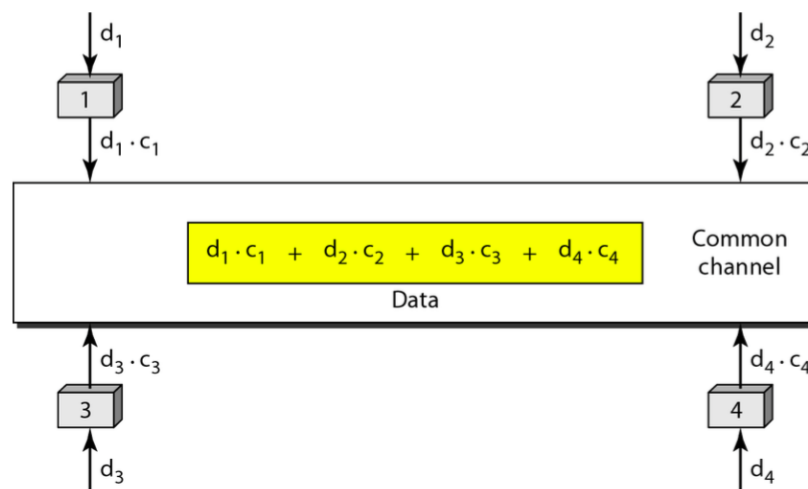 d₁ d₂
1 2
d₁ · c₁ d₂ · c₂
d₁ · c₁ + d₂ · c₂ + d₃ · c₃ + d₄ · c₄
Common
channel
Data
d₃ · c₃ d₄ · c₄
3 4
d₃ d₄